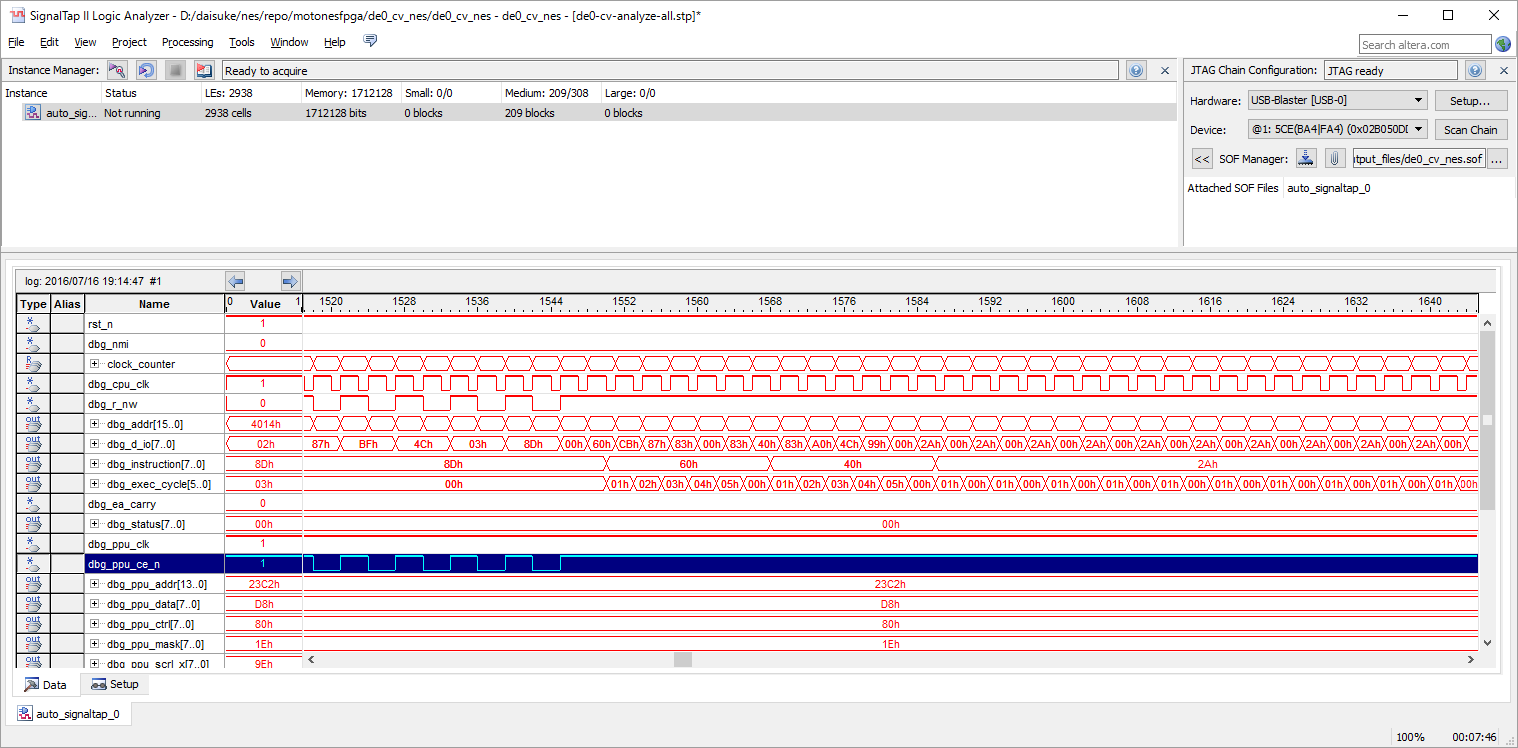 SignalTap II Logic Analyzer - D:/daisuke/nes/repo/motonesfpga/de0_cv_nes/de0_cv_nes - de0_cv_nes - [de0-cv-analyze-all.stp]*
File Edit View Project Processing Tools Window Help
Search altera.com
Instance Manager: Ready to acquire
JTAG Chain Configuration: JTAG ready
Instance Status LEs: 2938 Memory: 1712128 Small: 0/0 Medium: 209/308 Large: 0/0
auto_sig... Not running 2938 cells 1712128 bits 0 blocks 209 blocks 0 blocks
Hardware: USB-Blaster [USB-0] Setup...
Device: @1: 5CE(BA4|FA4) (0x02B050DD Scan Chain
<< SOF Manager: utput_files/de0_cv_nes.sof ...
Attached SOF Files auto_signaltap_0
log: 2016/07/16 19:14:47 #1
Type Alias Name 0 Value 1 1520 1528 1536 1544 1552 1560 1568 1576 1584 1592 1600 1608 1616 1624 1632 1640
rst_n 1
dbg_nmi 0
clock_counter
dbg_cpu_clk 1
dbg_r_nw 0
dbg_addr[15..0] 4014h
dbg_d_io[7..0] 02h 87h BFh 4Ch 03h 8Dh 00h 60h CBh 87h 83h 00h 83h 40h 83h A0h 4Ch 99h 00h 2Ah 00h 2Ah 00h 2Ah 00h 2Ah 00h 2Ah 00h 2Ah 00h 2Ah 00h 2Ah 00h 2Ah 00h 2Ah 00h
dbg_instruction[7..0] 8Dh 8Dh 60h 40h 2Ah
dbg_exec_cycle[5..0] 03h 00h 01h 02h 03h 04h 05h 00h 01h 02h 03h 04h 05h 00h 01h 00h 01h 00h 01h 00h 01h 00h 01h 00h 01h 00h 01h 00h 01h 00h 01h 00h 01h 00h
dbg_ea_carry 0
dbg_status[7..0] 00h 00h
dbg_ppu_clk 1
dbg_ppu_ce_n 1
dbg_ppu_addr[13..0] 23C2h 23C2h
dbg_ppu_data[7..0] D8h D8h
dbg_ppu_ctrl[7..0] 80h 80h
dbg_ppu_mask[7..0] 1Eh 1Eh
dbg_ppu_scrl_x[7..0] 9Eh
Data Setup
auto_signaltap_0
100% 00:07:46